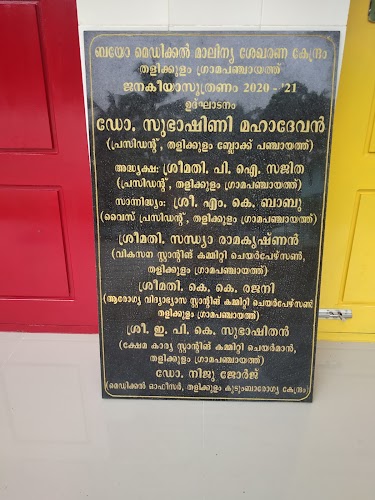 ബയോ മെഡിക്കൽ മാലിന്യ ശേഖരണ കേന്ദ്രം
തളിക്കുളം ഗ്രാമപഞ്ചായത്ത്
ജനകീയാസൂത്രണം 2020 - '21
ഉദ്ഘാടനം
ഡോ. സുഭാഷിണി മഹാദേവൻ
(പ്രസിഡന്റ്, തളിക്കുളം ബ്ലോക്ക് പഞ്ചായത്ത്)
അദ്ധ്യക്ഷ: ശ്രീമതി. പി. ഐ. സജിത
(പ്രസിഡന്റ്, തളിക്കുളം ഗ്രാമപഞ്ചായത്ത്)
സാന്നിദ്ധ്യം: ശ്രീ. എം. കെ. ബാബു
(വൈസ് പ്രസിഡന്റ്, തളിക്കുളം ഗ്രാമപഞ്ചായത്ത്)
ശ്രീമതി. സന്ധ്യാ രാമകൃഷ്ണൻ
(വികസന സ്റ്റാന്റിങ് കമ്മിറ്റി ചെയർപേഴ്സൺ,
തളിക്കുളം ഗ്രാമപഞ്ചായത്ത്)
ശ്രീമതി. കെ. കെ. രജനി
(ആരോഗ്യ വിദ്യാഭ്യാസ സ്റ്റാന്റിങ് കമ്മിറ്റി ചെയർപേഴ്സൺ
തളിക്കുളം ഗ്രാമപഞ്ചായത്ത്)
ശ്രീ. ഇ. പി. കെ. സുഭാഷിതൻ
(ക്ഷേമ കാര്യ സ്റ്റാന്റിങ് കമ്മിറ്റി ചെയർമാൻ,
തളിക്കുളം ഗ്രാമപഞ്ചായത്ത്)
ഡോ. നിജു ജോർജ്
(മെഡിക്കൽ ഓഫീസർ, തളിക്കുളം കുടുംബാരോഗ്യ കേന്ദ്രം)